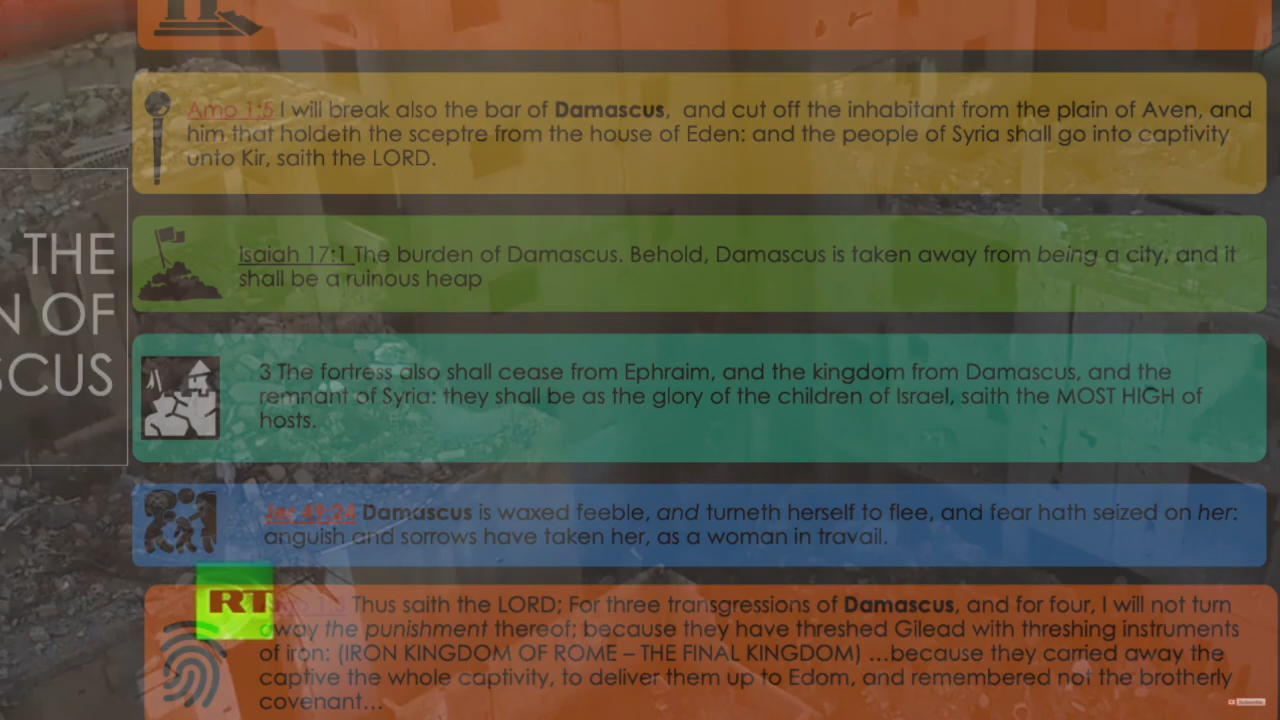 Amo 1:5 I will break also the bar of Damascus, and cut off the inhabitant from the plain of Aven, and
him that holdeth the sceptre from the house of Eden: and the people of Syria shall go into captivity
unto Kir, saith the LORD.
THE
N OF
SCUS
Isaiah 17:1 The burden of Damascus. Behold, Damascus is taken away from being a city, and it
shall be a ruinous heap
3 The fortress also shall cease from Ephraim, and the kingdom from Damascus, and the
remnant of Syria: they shall be as the glory of the children of Israel, saith the MOST HIGH of
hosts.
Jer 49:24 Damascus is waxed feeble, and turneth herself to flee, and fear hath seized on her:
anguish and sorrows have taken her, as a woman in travail.
RT
Thus saith the LORD; For three transgressions of Damascus, and for four, I will not turn
away the punishment thereof; because they have threshed Gilead with threshing instruments
of iron: (IRON KINGDOM OF ROME – THE FINAL KINGDOM) ...because they carried away the
captive the whole captivity, to deliver them up to Edom, and remembered not the brotherly
covenant...
Subscribe